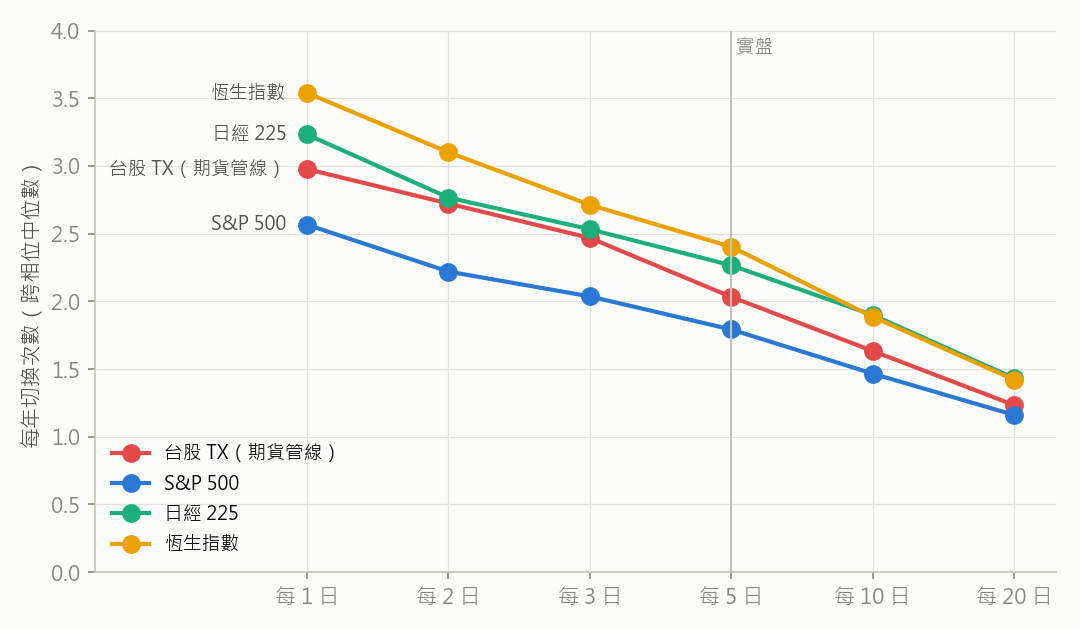 4.0
3.5
3.0
2.5
2.0
1.5
1.0
0.5
0.0
每年切換次數（跨相位中位數）
實盤
恆生指數
日經 225
台股 TX（期貨管線）
S&P 500
台股 TX（期貨管線）
S&P 500
日經 225
恆生指數
每 1 日
每 2 日
每 3 日
每 5 日
每 10 日
每 20 日